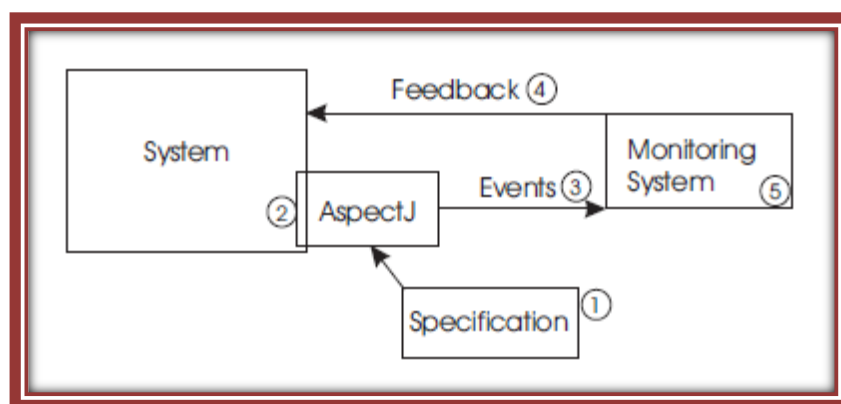 Feedback 4
System
Monitoring
System 5
Events 3
2 AspectJ
Specification 1